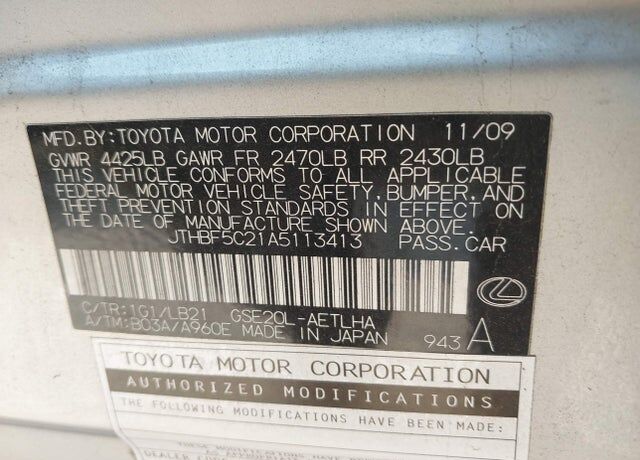 MFD.BY:TOYOTA MOTOR CORPORATION 11/09
GVWR 4425LB GAWR FR 2470LB RR 2430LB
THIS VEHICLE CONFORMS TO ALL APPLICABLE
FEDERAL MOTOR VEHICLE SAFETY, BUMPER, AND
THEFT PREVENTION STANDARDS IN EFFECT ON
THE DATE OF MANUFACTURE SHOWN ABOVE.
JTHBF5C21A5113413 PASS.CAR
C/TR:1G1/LB21 GSE20L-AETLHA
A/TM:B03A/A960E MADE IN JAPAN 943 A
TOYOTA MOTOR CORPORATION
AUTHORIZED MODIFICATIONS
THE FOLLOWING MODIFICATIONS HAVE BEEN MADE:
THESE MODIFICATIONS